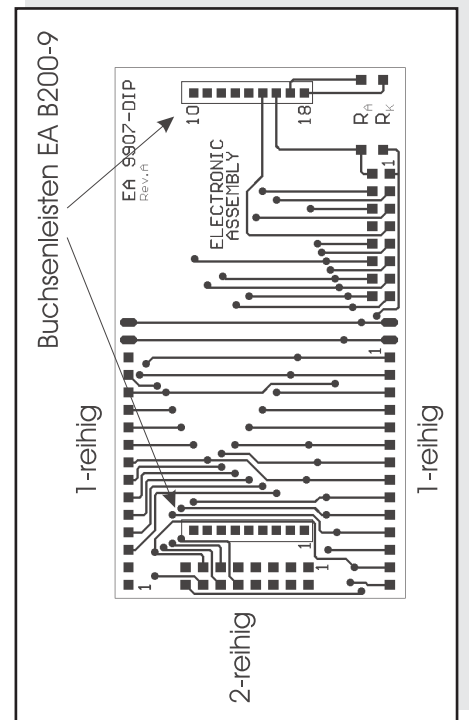 Buchsenleisten EA B200-9
EA 9907-DIP
Rev.A
10
18
ELECTRONIC
ASSEMBLY
RA
RK
1
1-reihig
1
1-reihig
1
1
1
2-reihig